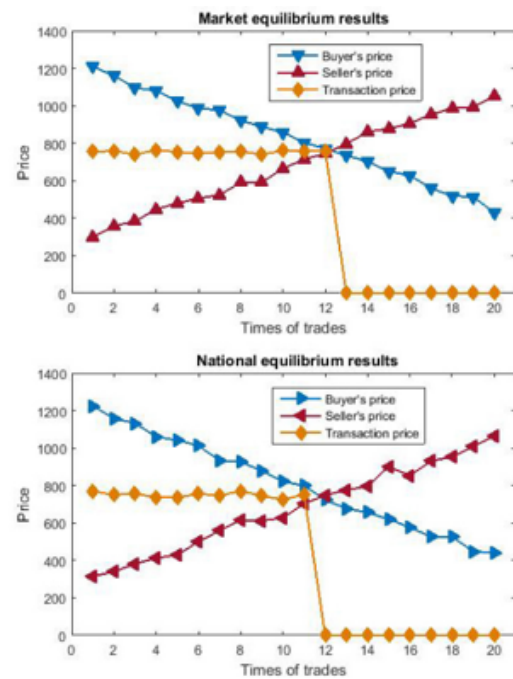 Market equilibrium results
1400
1200
1000
800
600
400
200
0
Price
Buyer's price
Seller's price
Transaction price
0 2 4 6 8 10 12 14 16 18 20
Times of trades
National equilibrium results
1400
1200
1000
800
600
400
200
0
Price
Buyer's price
Seller's price
Transaction price
0 2 4 6 8 10 12 14 16 18 20
Times of trades